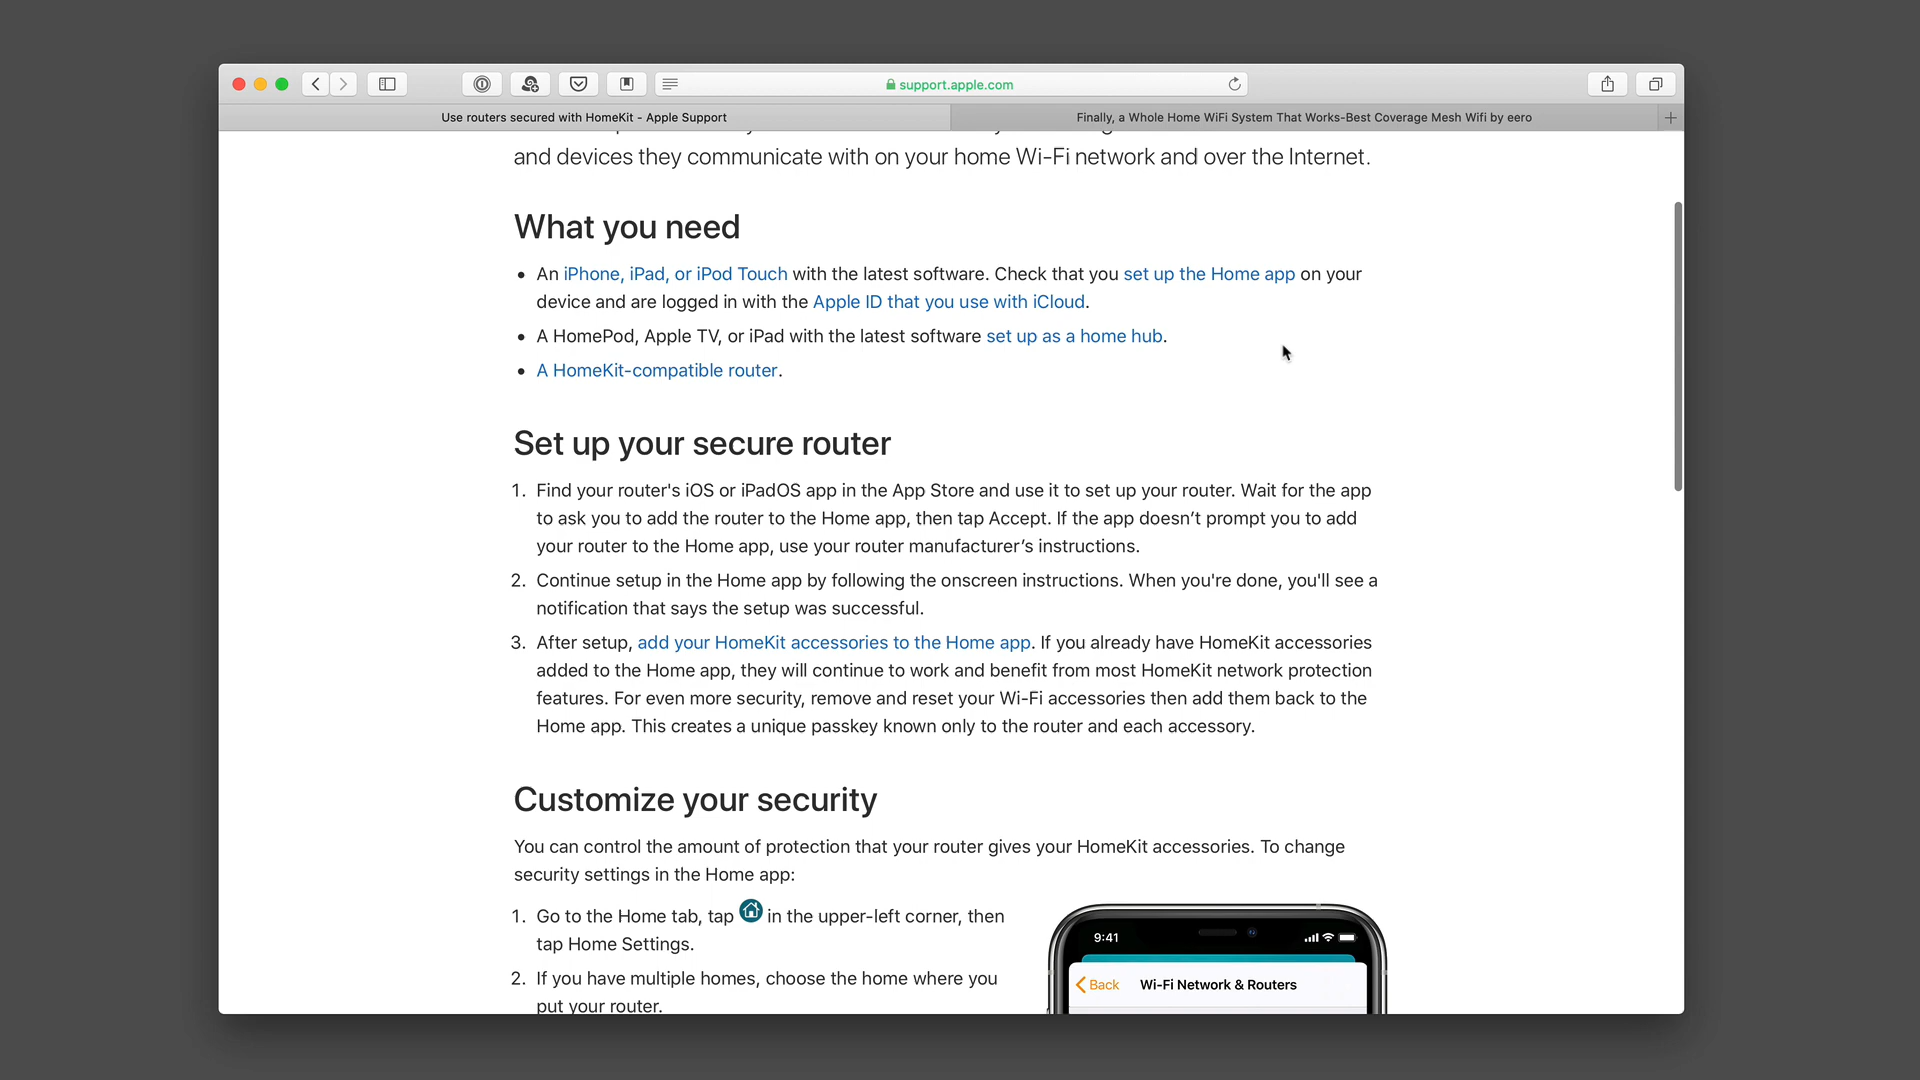 support.apple.com
Use routers secured with HomeKit - Apple Support
Finally, a Whole Home WiFi System That Works-Best Coverage Mesh Wifi by eero
and devices they communicate with on your home Wi-Fi network and over the Internet.
What you need
• An iPhone, iPad, or iPod Touch with the latest software. Check that you set up the Home app on your
device and are logged in with the Apple ID that you use with iCloud.
• A HomePod, Apple TV, or iPad with the latest software set up as a home hub.
• A HomeKit-compatible router.
Set up your secure router
1. Find your router's iOS or iPadOS app in the App Store and use it to set up your router. Wait for the app
to ask you to add the router to the Home app, then tap Accept. If the app doesn’t prompt you to add
your router to the Home app, use your router manufacturer’s instructions.
2. Continue setup in the Home app by following the onscreen instructions. When you're done, you'll see a
notification that says the setup was successful.
3. After setup, add your HomeKit accessories to the Home app. If you already have HomeKit accessories
added to the Home app, they will continue to work and benefit from most HomeKit network protection
features. For even more security, remove and reset your Wi-Fi accessories then add them back to the
Home app. This creates a unique passkey known only to the router and each accessory.
Customize your security
You can control the amount of protection that your router gives your HomeKit accessories. To change
security settings in the Home app:
1. Go to the Home tab, tap in the upper-left corner, then
tap Home Settings.
2. If you have multiple homes, choose the home where you
put your router.
9:41
Back
Wi-Fi Network & Routers